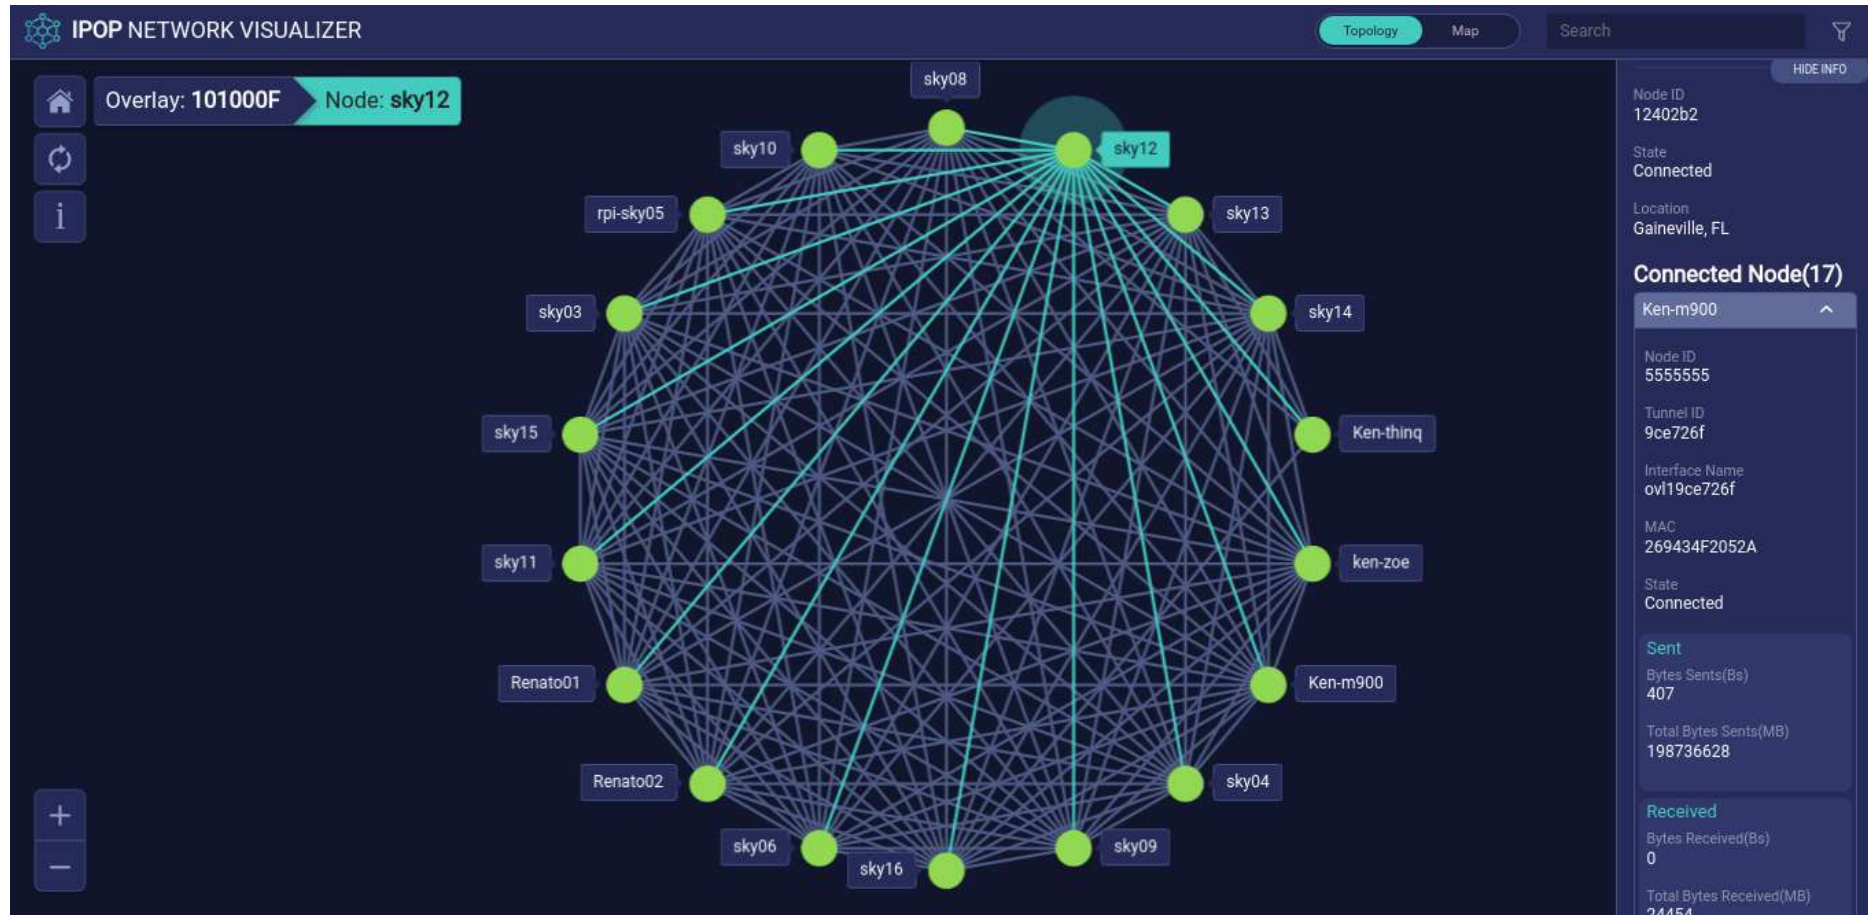 IPOP NETWORK VISUALIZER
Topology
Map
Search
HIDE INFO
Overlay: 101000F
Node: sky12
i
sky08
sky10
sky12
rpi-sky05
sky13
sky03
sky14
sky15
Ken-thinq
sky11
ken-zoe
Renato01
Ken-m900
Renato02
sky04
sky06
sky16
sky09
+
−
Node ID
12402b2
State
Connected
Location
Gaineville, FL
Connected Node(17)
Ken-m900
Node ID
5555555
Tunnel ID
9ce726f
Interface Name
ovl19ce726f
MAC
269434F2052A
State
Connected
Sent
Bytes Sents(Bs)
407
Total Bytes Sents(MB)
198736628
Received
Bytes Received(Bs)
0
Total Bytes Received(MB)
24454